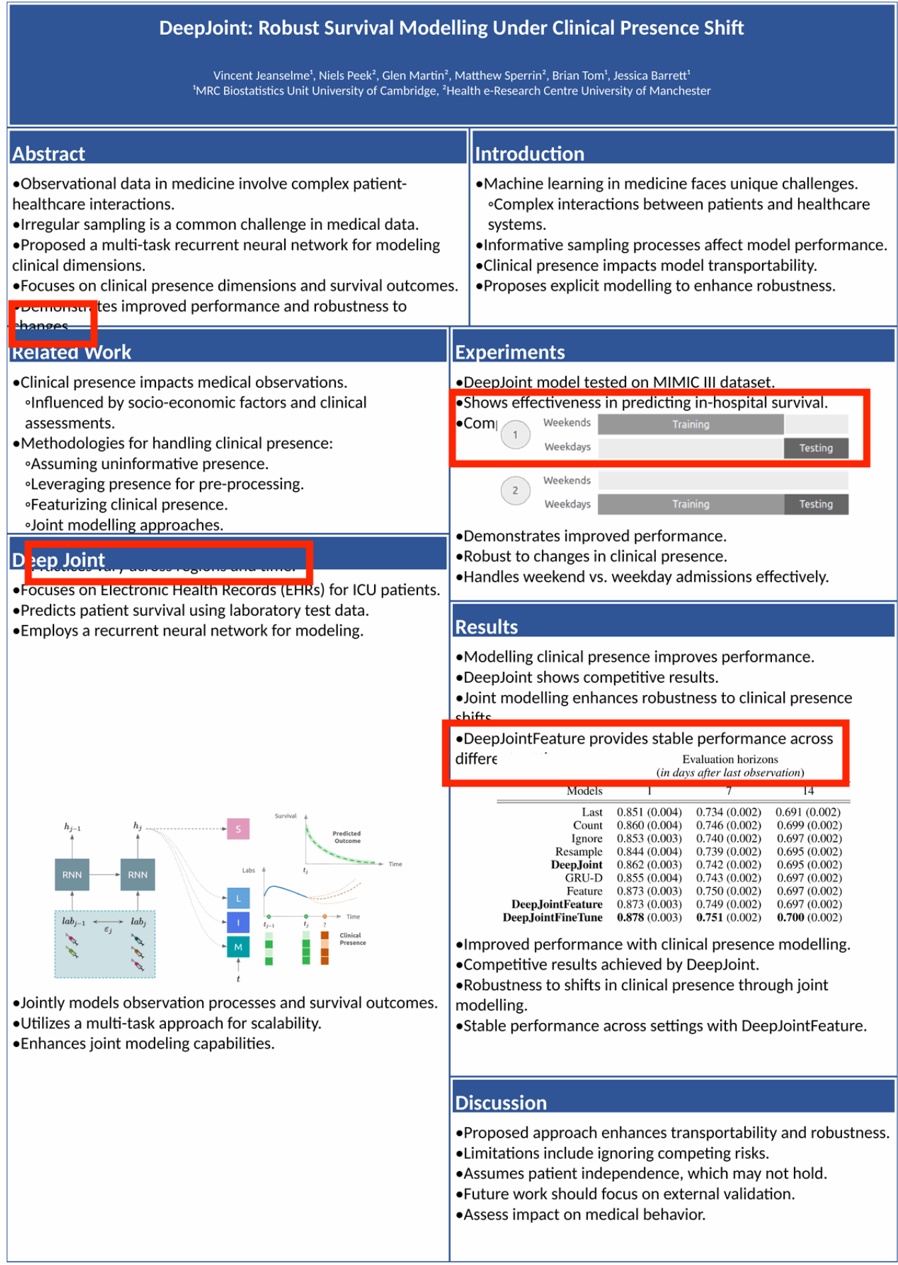 DeepJoint: Robust Survival Modelling Under Clinical Presence Shift
Vincent Jeanselme¹, Niels Peek², Glen Martin², Matthew Sperrin², Brian Tom¹, Jessica Barrett¹
¹MRC Biostatistics Unit University of Cambridge, ²Health e-Research Centre University of Manchester
Abstract
•Observational data in medicine involve complex patient-
healthcare interactions.
•Irregular sampling is a common challenge in medical data.
•Proposed a multi-task recurrent neural network for modeling
clinical dimensions.
•Focuses on clinical presence dimensions and survival outcomes.
•Demonstrates improved performance and robustness to
changes
Introduction
•Machine learning in medicine faces unique challenges.
◦Complex interactions between patients and healthcare
systems.
•Informative sampling processes affect model performance.
•Clinical presence impacts model transportability.
•Proposes explicit modelling to enhance robustness.
Related Work
•Clinical presence impacts medical observations.
◦Influenced by socio-economic factors and clinical
assessments.
•Methodologies for handling clinical presence:
◦Assuming uninformative presence.
◦Leveraging presence for pre-processing.
◦Featurizing clinical presence.
◦Joint modelling approaches.
Deep Joint
vary across regions and time.
•Focuses on Electronic Health Records (EHRs) for ICU patients.
•Predicts patient survival using laboratory test data.
•Employs a recurrent neural network for modeling.
h_{j-1} h_j S Survival Predicted
Outcome
t_j Time
RNN RNN
Labs
L
lab_{j-1} lab_j I t_{j-1} t_j Time
ε_j
M Clinical
Presence
t
•Jointly models observation processes and survival outcomes.
•Utilizes a multi-task approach for scalability.
•Enhances joint modeling capabilities.
Experiments
•DeepJoint model tested on MIMIC III dataset.
•Shows effectiveness in predicting in-hospital survival.
•Com
1 Weekends Training
Weekdays Testing
2 Weekends
Weekdays Training Testing
•Demonstrates improved performance.
•Robust to changes in clinical presence.
•Handles weekend vs. weekday admissions effectively.
Results
•Modelling clinical presence improves performance.
•DeepJoint shows competitive results.
•Joint modelling enhances robustness to clinical presence
shifts
•DeepJointFeature provides stable performance across
differe
Evaluation horizons
(in days after last observation)
Models 1 7 14
Last 0.851 (0.004) 0.734 (0.002) 0.691 (0.002)
Count 0.860 (0.004) 0.746 (0.002) 0.699 (0.002)
Ignore 0.853 (0.003) 0.740 (0.002) 0.697 (0.002)
Resample 0.844 (0.004) 0.739 (0.002) 0.695 (0.002)
DeepJoint 0.862 (0.003) 0.742 (0.002) 0.695 (0.002)
GRU-D 0.855 (0.004) 0.743 (0.002) 0.697 (0.002)
Feature 0.873 (0.003) 0.750 (0.002) 0.697 (0.002)
DeepJointFeature 0.873 (0.003) 0.749 (0.002) 0.697 (0.002)
DeepJointFineTune 0.878 (0.003) 0.751 (0.002) 0.700 (0.002)
•Improved performance with clinical presence modelling.
•Competitive results achieved by DeepJoint.
•Robustness to shifts in clinical presence through joint
modelling.
•Stable performance across settings with DeepJointFeature.
Discussion
•Proposed approach enhances transportability and robustness.
•Limitations include ignoring competing risks.
•Assumes patient independence, which may not hold.
•Future work should focus on external validation.
•Assess impact on medical behavior.